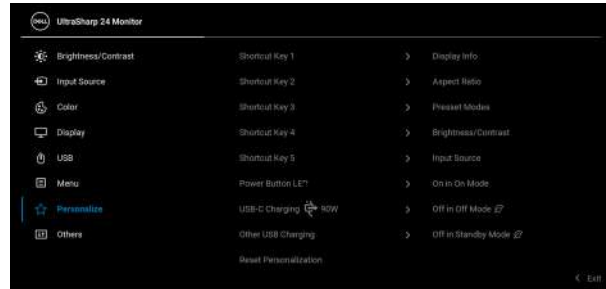 DELL UltraSharp 24 Monitor
Brightness/Contrast Shortcut Key 1 > Display Info
Input Source Shortcut Key 2 > Aspect Ratio
Color Shortcut Key 3 > Presset Modes
Display Shortcut Key 4 > Brightness/Contrast
USB Shortcut Key 5 > Input Source
Menu Power Button LE"! > On in On Mode
Personalize USB-C Charging 90W > Off in Off Mode
Others Other USB Charging > Off in Standby Mode
Reset Personalization
< Exit